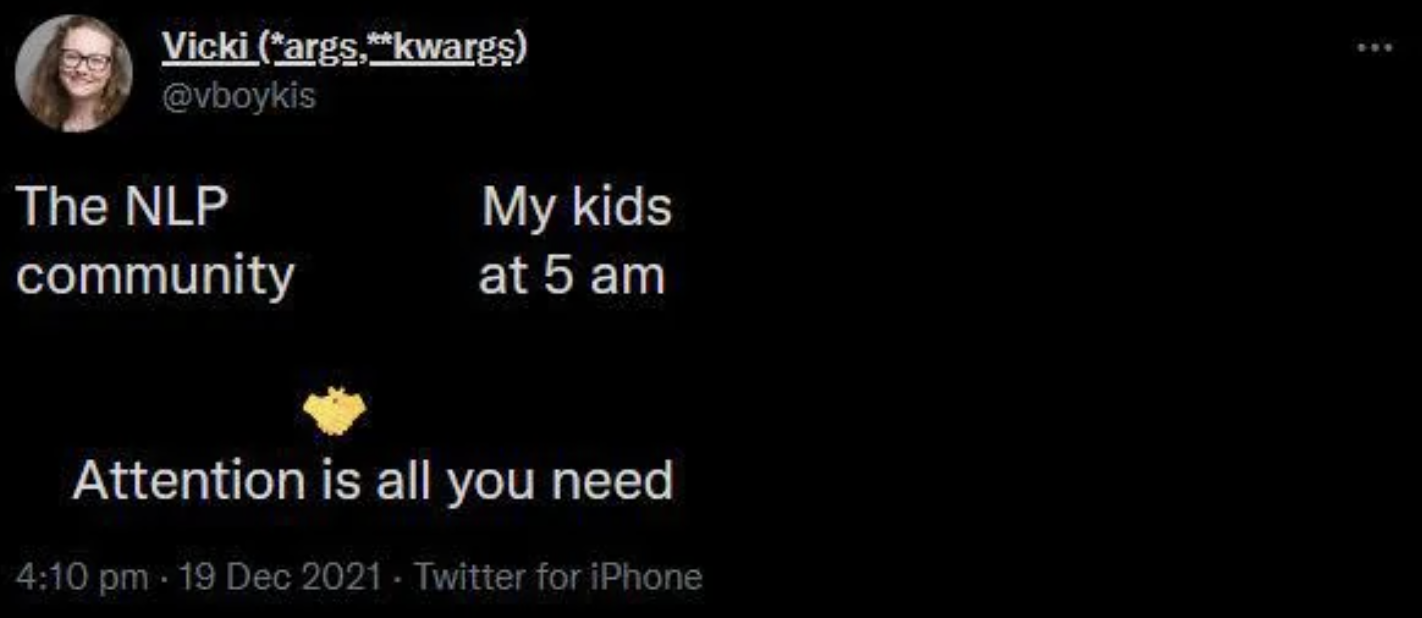 Vicki (*args,**kwargs)
@vboykis
The NLP My kids
community at 5 am
🤝
Attention is all you need
4:10 pm · 19 Dec 2021 · Twitter for iPhone